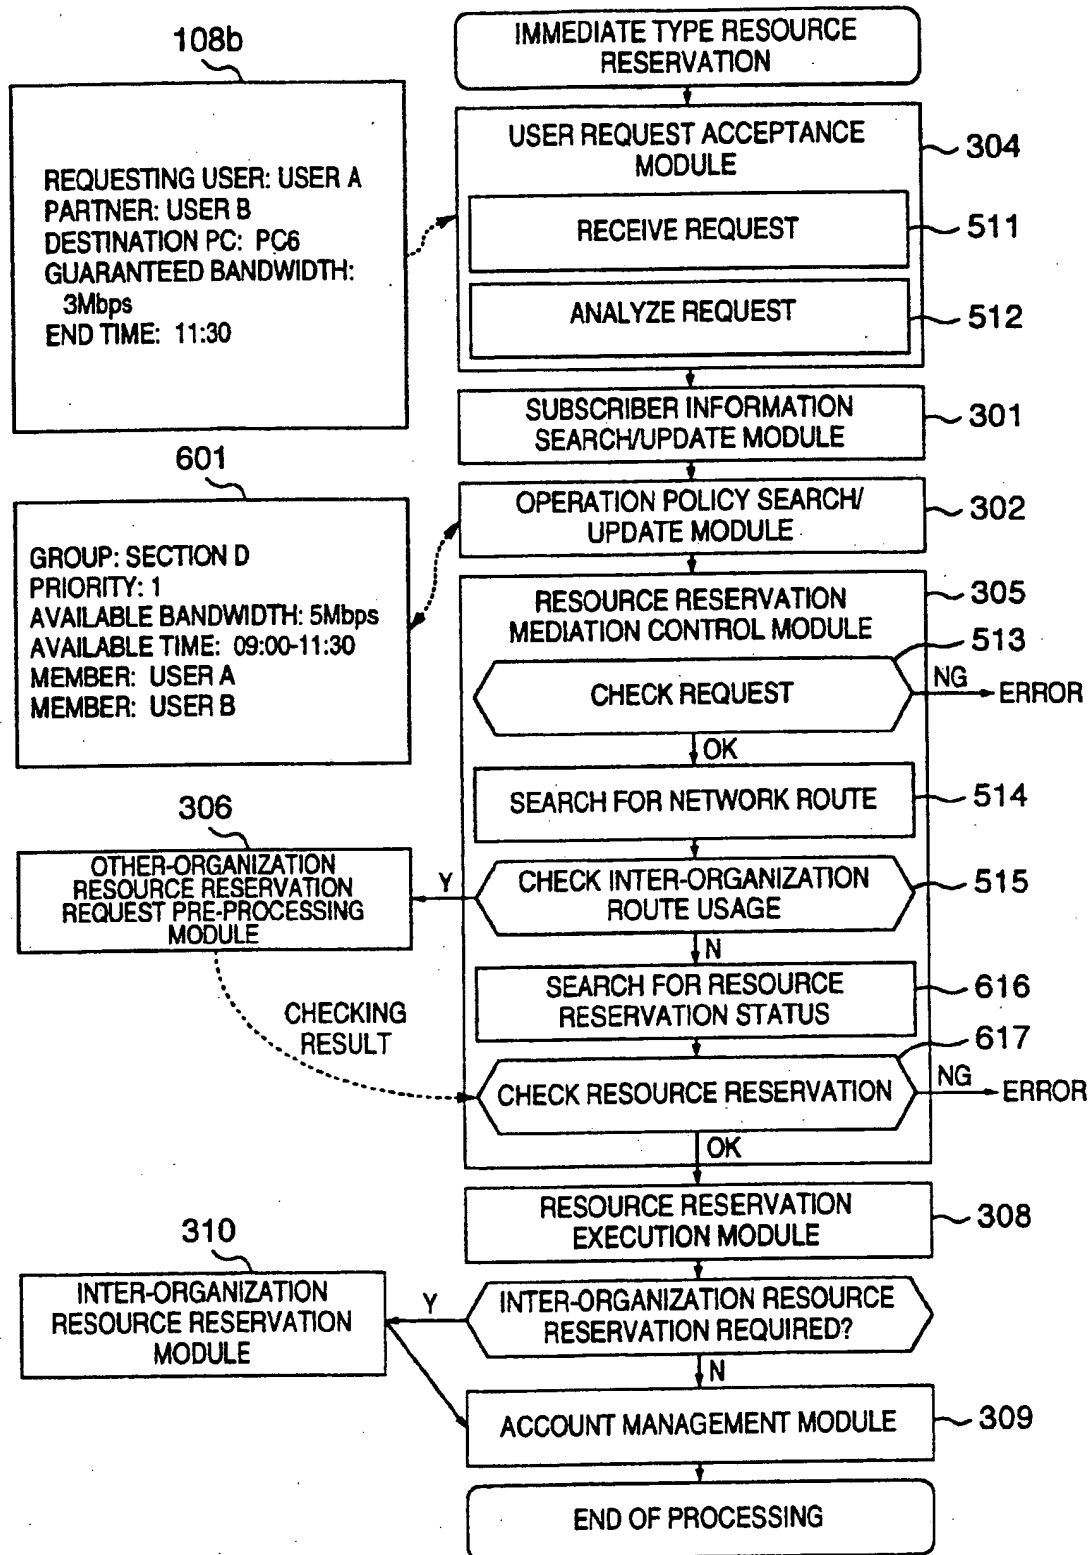 IMMEDIATE TYPE RESOURCE
RESERVATION
108b
REQUESTING USER: USER A
PARTNER: USER B
DESTINATION PC: PC6
GUARANTEED BANDWIDTH:
3Mbps
END TIME: 11:30
USER REQUEST ACCEPTANCE
MODULE
304
RECEIVE REQUEST
511
ANALYZE REQUEST
512
SUBSCRIBER INFORMATION
SEARCH/UPDATE MODULE
301
601
GROUP: SECTION D
PRIORITY: 1
AVAILABLE BANDWIDTH: 5Mbps
AVAILABLE TIME: 09:00-11:30
MEMBER: USER A
MEMBER: USER B
OPERATION POLICY SEARCH/
UPDATE MODULE
302
RESOURCE RESERVATION
MEDIATION CONTROL MODULE
305
513
CHECK REQUEST
NG
ERROR
OK
SEARCH FOR NETWORK ROUTE
514
306
OTHER-ORGANIZATION
RESOURCE RESERVATION
REQUEST PRE-PROCESSING
MODULE
Y
CHECK INTER-ORGANIZATION
ROUTE USAGE
515
N
SEARCH FOR RESOURCE
RESERVATION STATUS
616
CHECKING
RESULT
617
CHECK RESOURCE RESERVATION
NG
ERROR
OK
RESOURCE RESERVATION
EXECUTION MODULE
308
310
INTER-ORGANIZATION
RESOURCE RESERVATION
MODULE
Y
INTER-ORGANIZATION RESOURCE
RESERVATION REQUIRED?
N
ACCOUNT MANAGEMENT MODULE
309
END OF PROCESSING